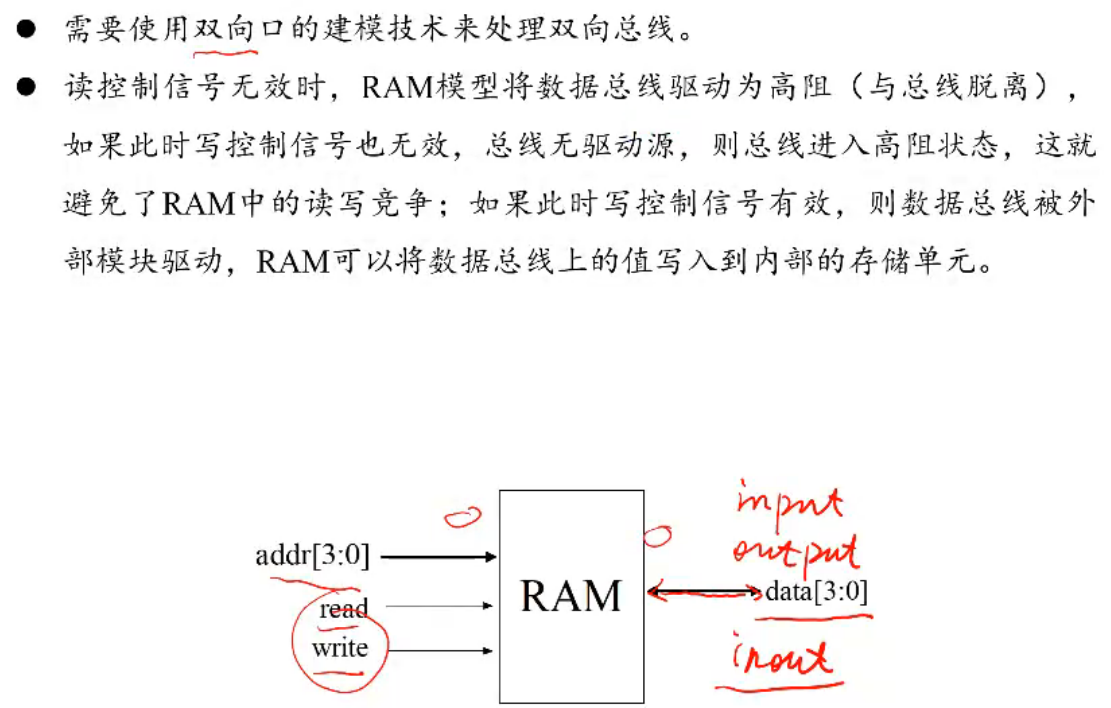 ● 需要使用双向口的建模技术来处理双向总线。
● 读控制信号无效时，RAM模型将数据总线驱动为高阻（与总线脱离），
如果此时写控制信号也无效，总线无驱动源，则总线进入高阻状态，这就
避免了RAM中的读写竞争；如果此时写控制信号有效，则数据总线被外
部模块驱动，RAM可以将数据总线上的值写入到内部的存储单元。
input
output
addr[3:0]
data[3:0]
RAM
read
write
inout